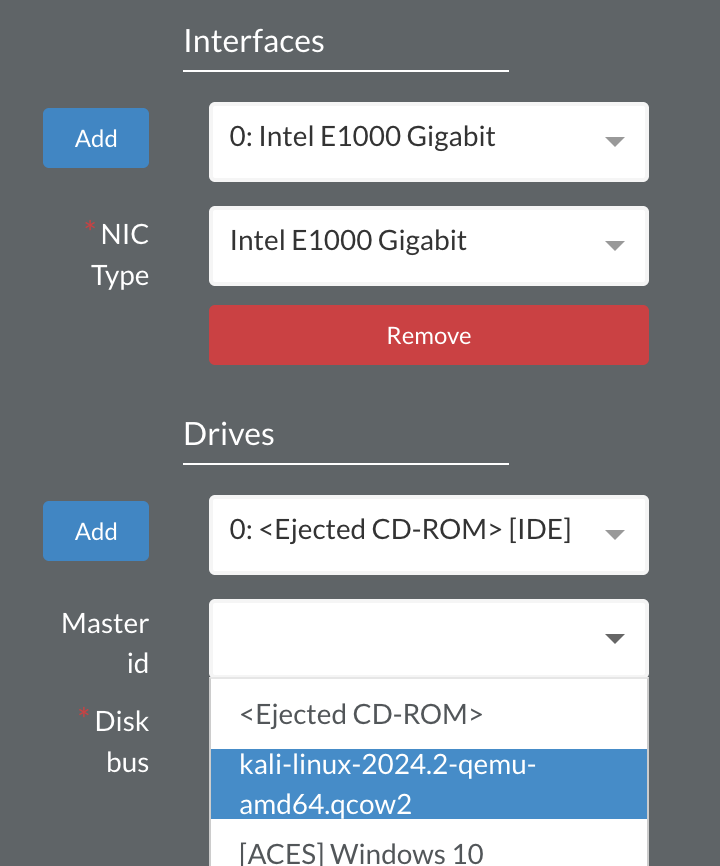 Interfaces
Add
0: Intel E1000 Gigabit
* NIC
Type
Intel E1000 Gigabit
Remove
Drives
Add
0: <Ejected CD-ROM> [IDE]
Master
id
<Ejected CD-ROM>
* Disk
bus
kali-linux-2024.2-qemu-
amd64.qcow2
[ACES] Windows 10